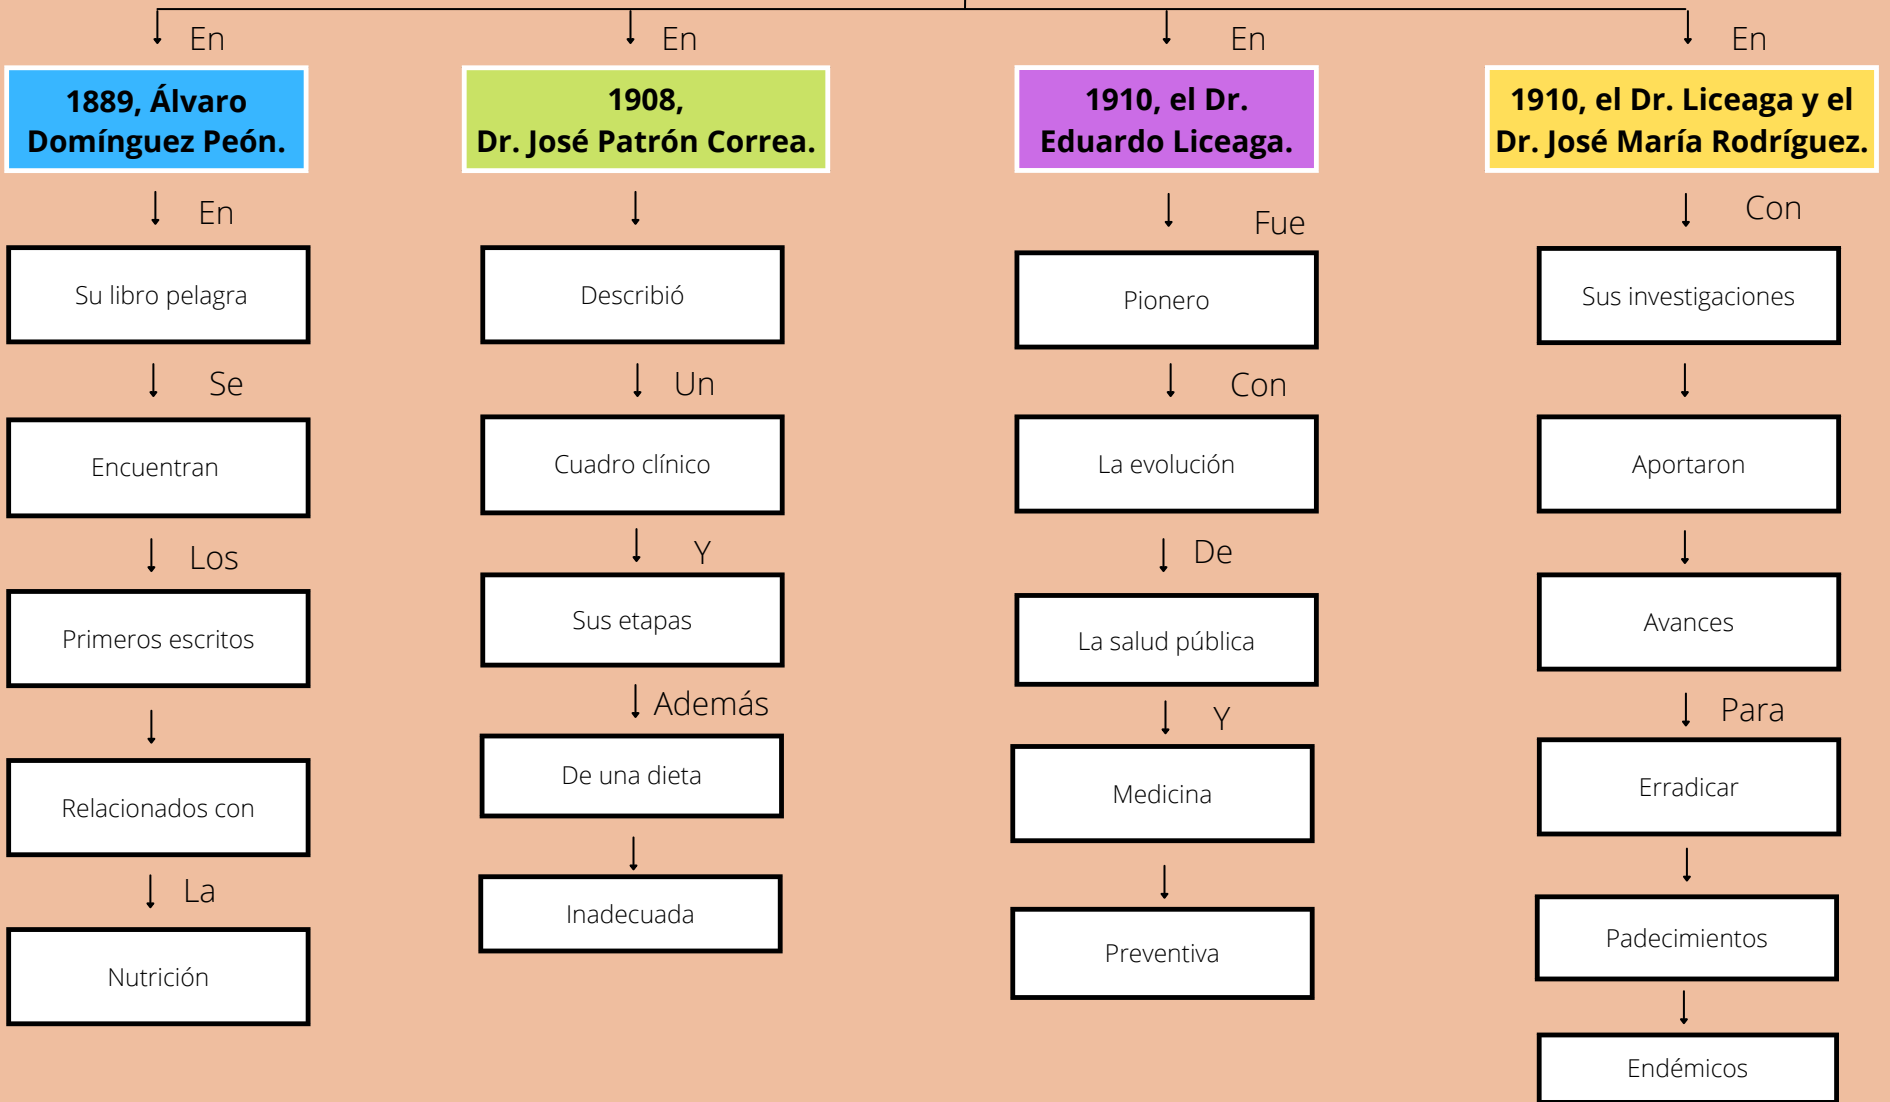 En
1889, Álvaro
Domínguez Peón.
En
Su libro pelagra
Se
Encuentran
Los
Primeros escritos
Relacionados con
La
Nutrición
En
1908,
Dr. José Patrón Correa.
Describió
Un
Cuadro clínico
Y
Sus etapas
Además
De una dieta
Inadecuada
En
1910, el Dr.
Eduardo Liceaga.
Fue
Pionero
Con
La evolución
De
La salud pública
Y
Medicina
Preventiva
En
1910, el Dr. Liceaga y el
Dr. José María Rodríguez.
Con
Sus investigaciones
Aportaron
Avances
Para
Erradicar
Padecimientos
Endémicos